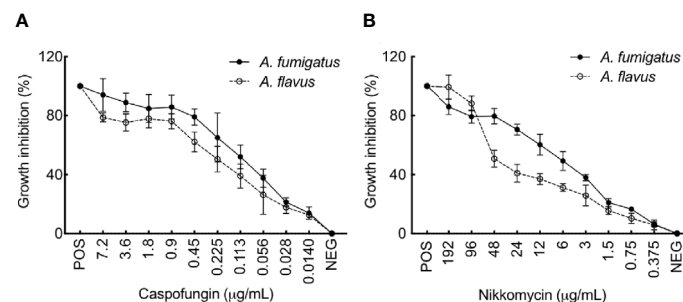 A
120
80
40
0
Growth inhibition (%)
A. fumigatus
A. flavus
POS
7.2
3.6
1.8
0.9
0.45
0.225
0.113
0.056
0.028
0.0140
NEG
Caspofungin (µg/mL)
B
120
80
40
0
Growth inhibition (%)
A. fumigatus
A. flavus
POS
192
96
48
24
12
6
3
1.5
0.75
0.375
NEG
Nikkomycin (µg/mL)